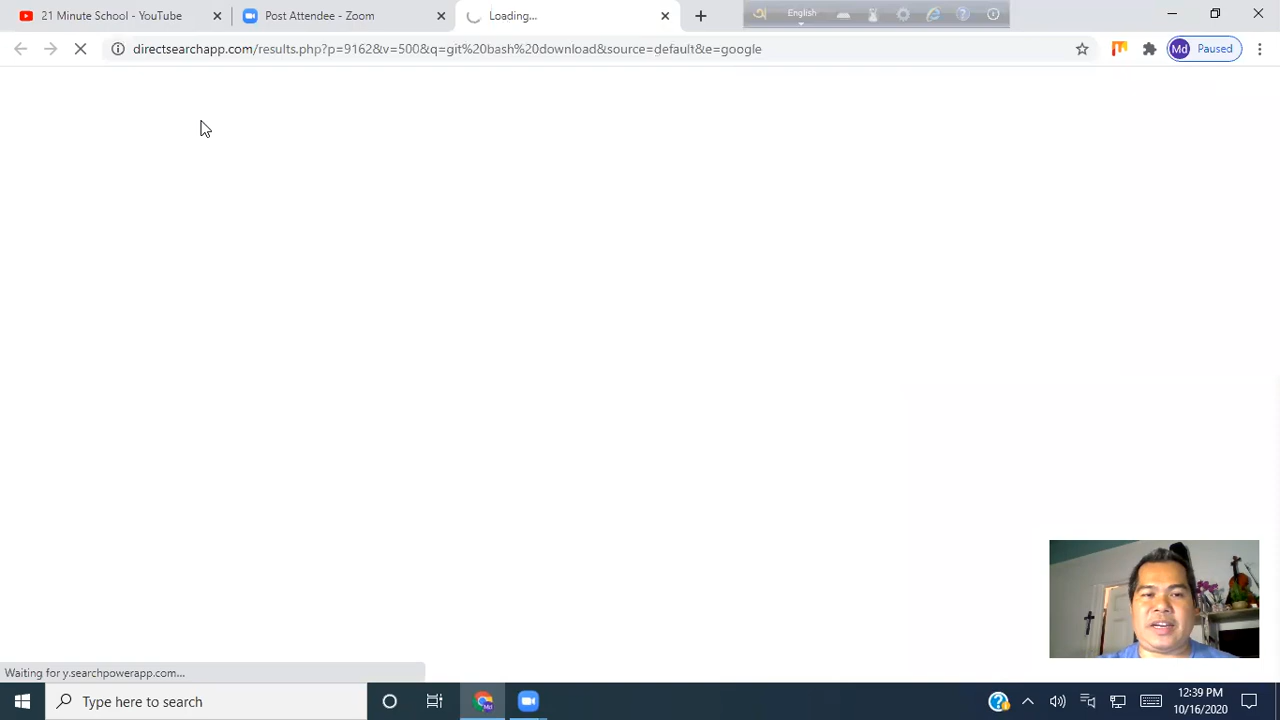 21 Minute School - YouTube
Post Attendee - Zoom
Loading...
English
directsearchapp.com/results.php?p=9162&v=500&q=git%20bash%20download&source=default&e=google
Md
Paused
Waiting for y.searchpowerapp.com...
Type here to search
12:39 PM
10/16/2020